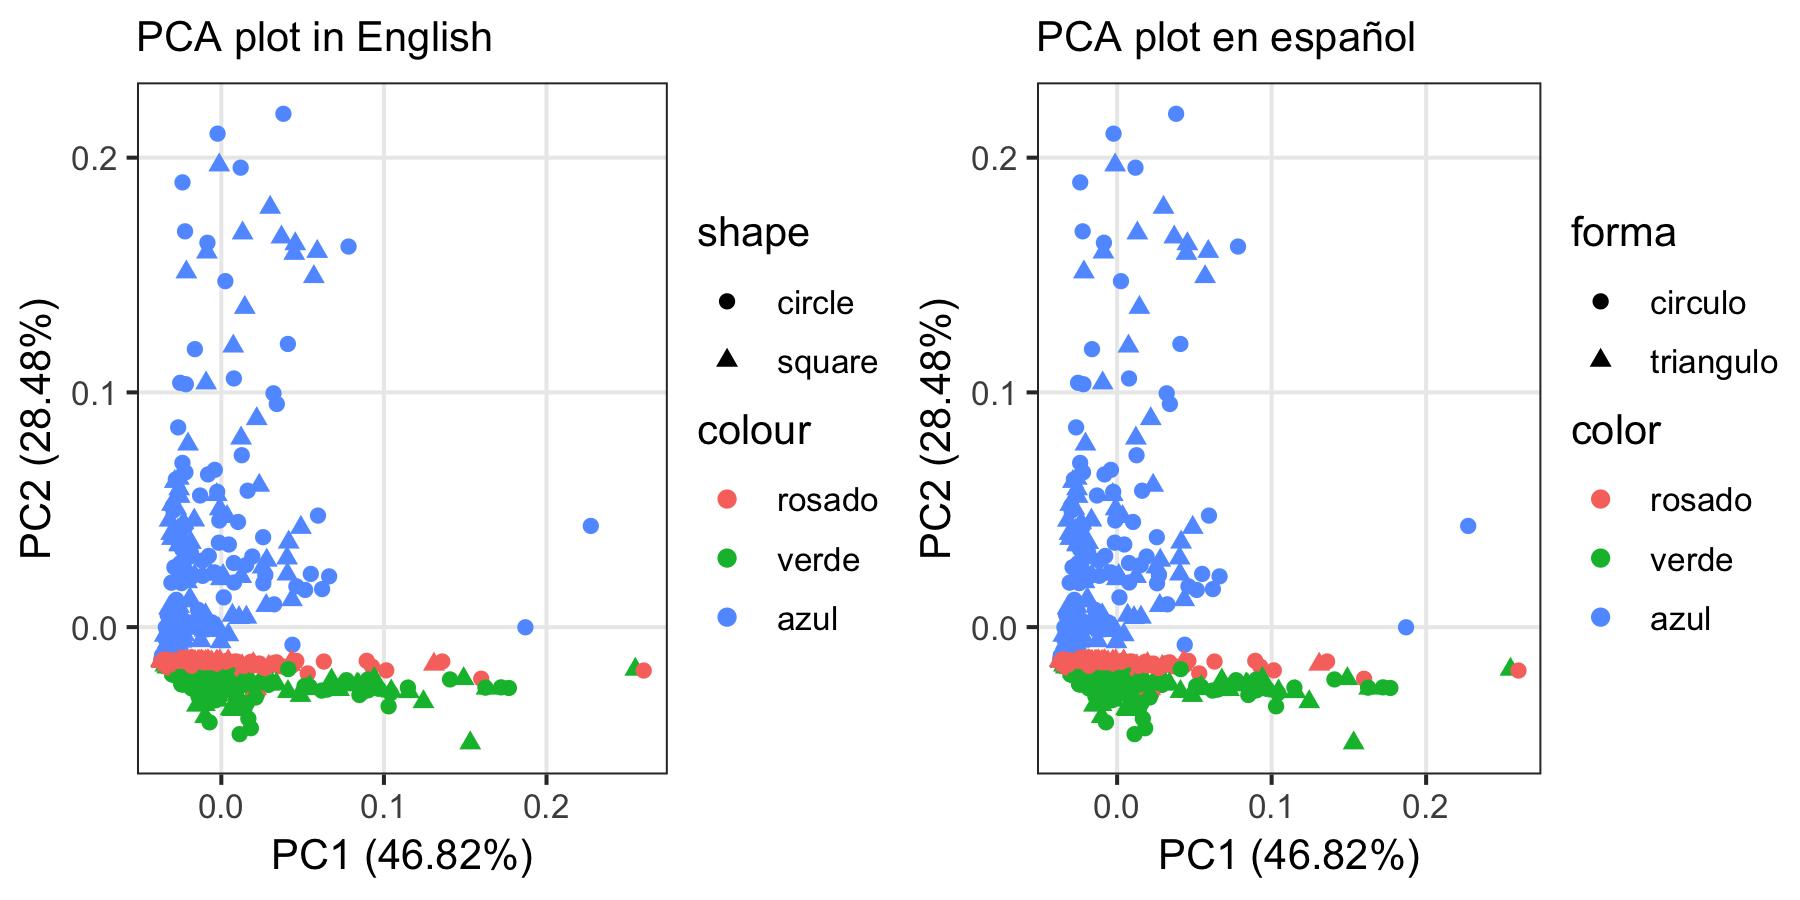 PCA plot in English
0.2
0.1
0.0
PC2 (28.48%)
0.0 0.1 0.2
PC1 (46.82%)
shape
circle
square
colour
rosado
verde
azul
PCA plot en español
0.2
0.1
0.0
PC2 (28.48%)
0.0 0.1 0.2
PC1 (46.82%)
forma
circulo
triangulo
color
rosado
verde
azul